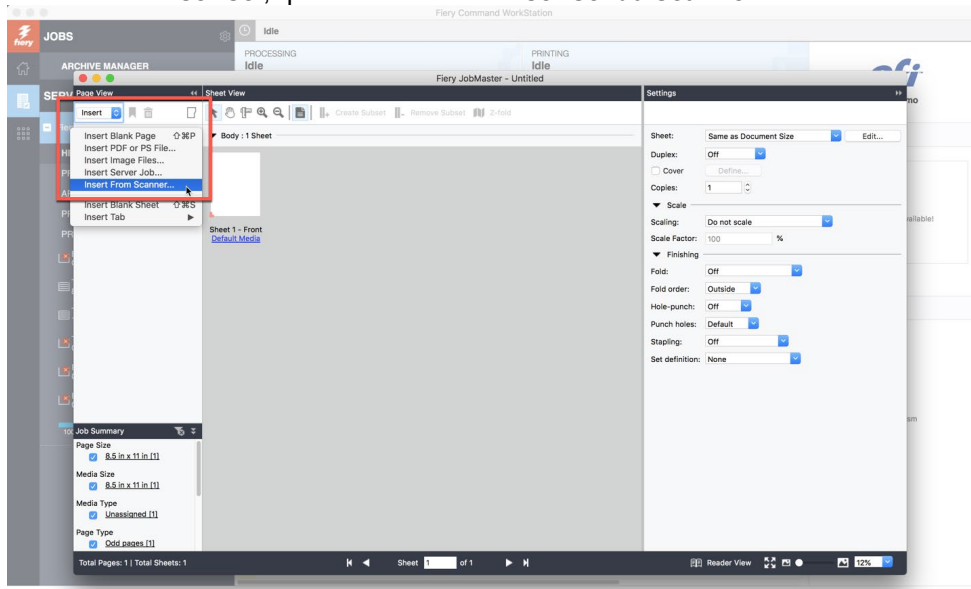 Fiery Command WorkStation
fiery
JOBS
Idle
ARCHIVE MANAGER
PROCESSING
Idle
PRINTING
Idle
Fiery JobMaster - Untitled
Page View
Sheet View
Settings
Insert
Create Subset
Remove Subset
Z-fold
Insert Blank Page ⇧⌘P
Insert PDF or PS File...
Insert Image Files...
Insert Server Job...
Insert From Scanner...
Insert Blank Sheet ⇧⌘S
Insert Tab
Body : 1 Sheet
Sheet 1 - Front
Default Media
Sheet: Same as Document Size Edit...
Duplex: Off
Cover Define...
Copies: 1
Scale
Scaling: Do not scale
Scale Factor: 100 %
Finishing
Fold: Off
Fold order: Outside
Hole-punch: Off
Punch holes: Default
Stapling: Off
Set definition: None
Job Summary
Page Size
8.5 in x 11 in [1]
Media Size
8.5 in x 11 in [1]
Media Type
Unassigned [1]
Page Type
Odd pages [1]
Total Pages: 1 | Total Sheets: 1
Sheet 1 of 1
Reader View
12%